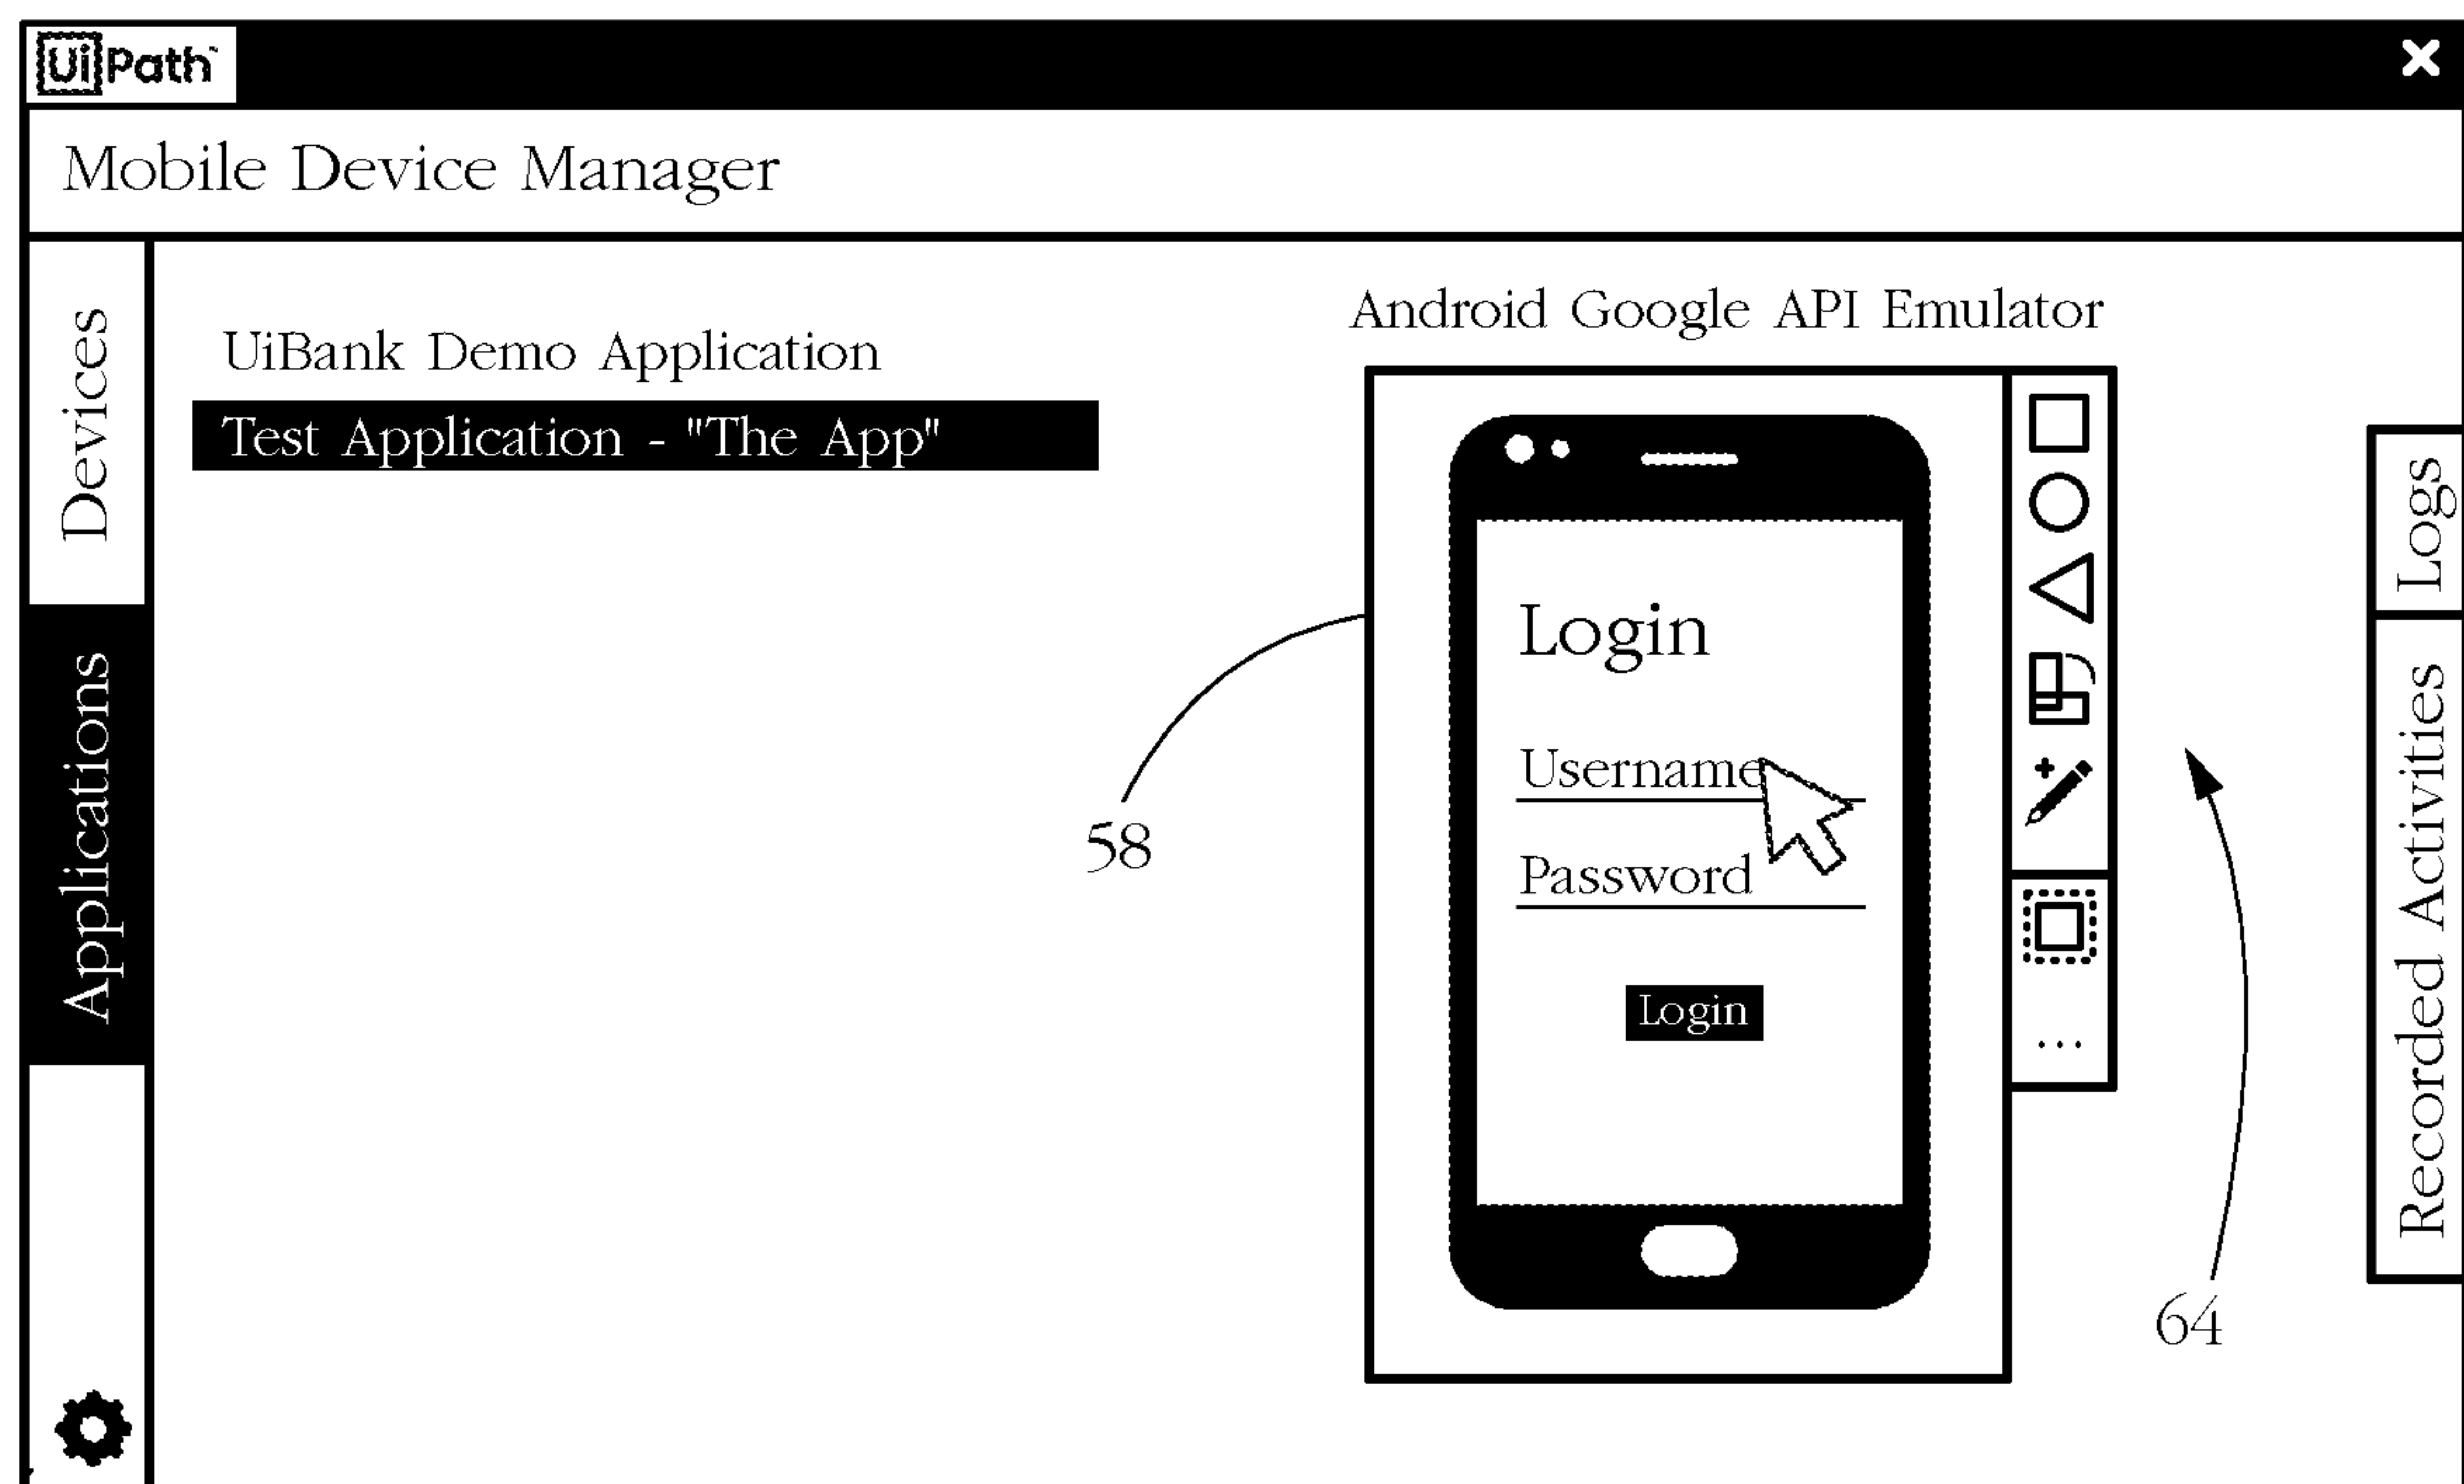 UiPath™
Mobile Device Manager
Devices
Applications
UiBank Demo Application
Test Application - "The App"
Android Google API Emulator
Login
Username
Password
Login
...
58
64
Logs
Recorded Activities